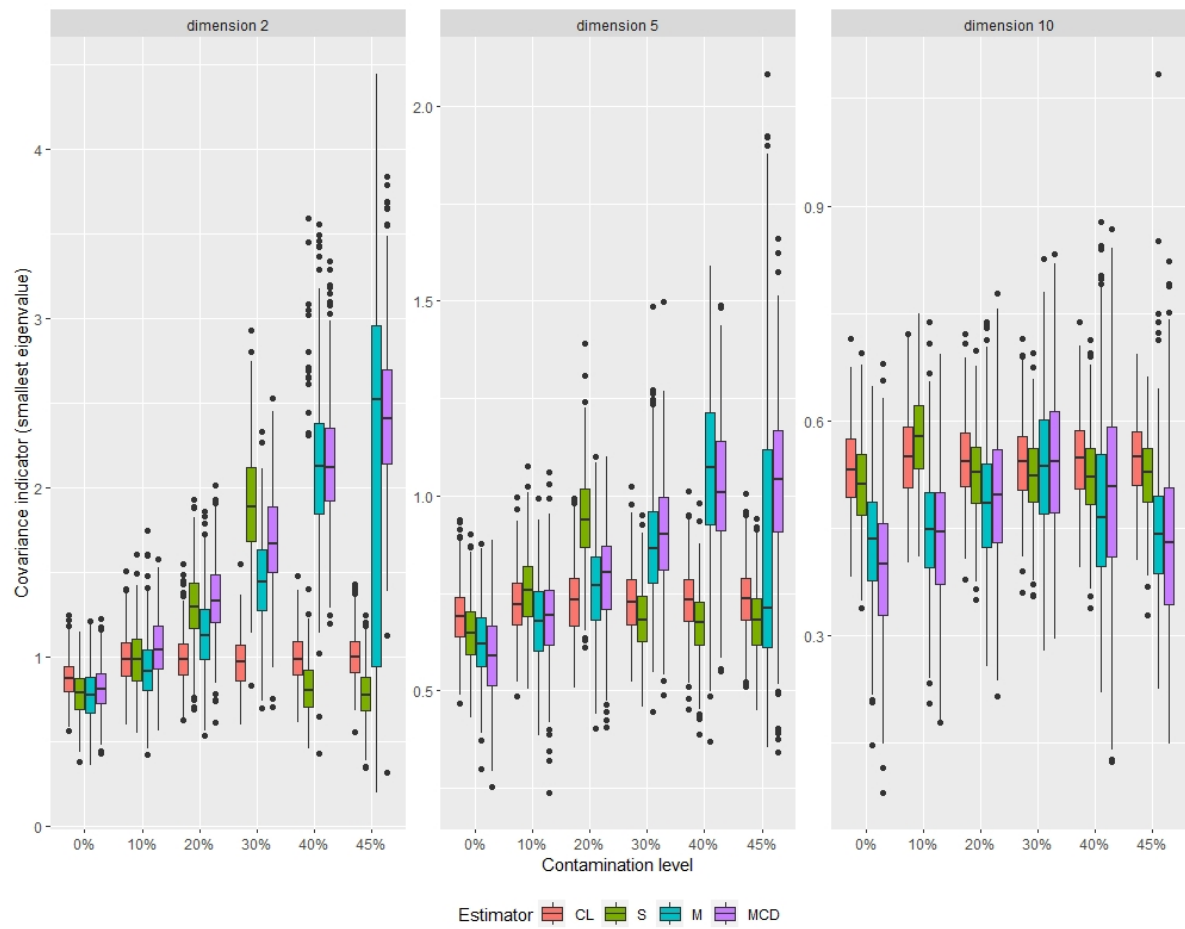 dimension 2
dimension 5
dimension 10
Covariance indicator (smallest eigenvalue)
4
3
2
1
0
2.0
1.5
1.0
0.5
0.9
0.6
0.3
0% 10% 20% 30% 40% 45%
0% 10% 20% 30% 40% 45%
0% 10% 20% 30% 40% 45%
Contamination level
Estimator CL S M MCD